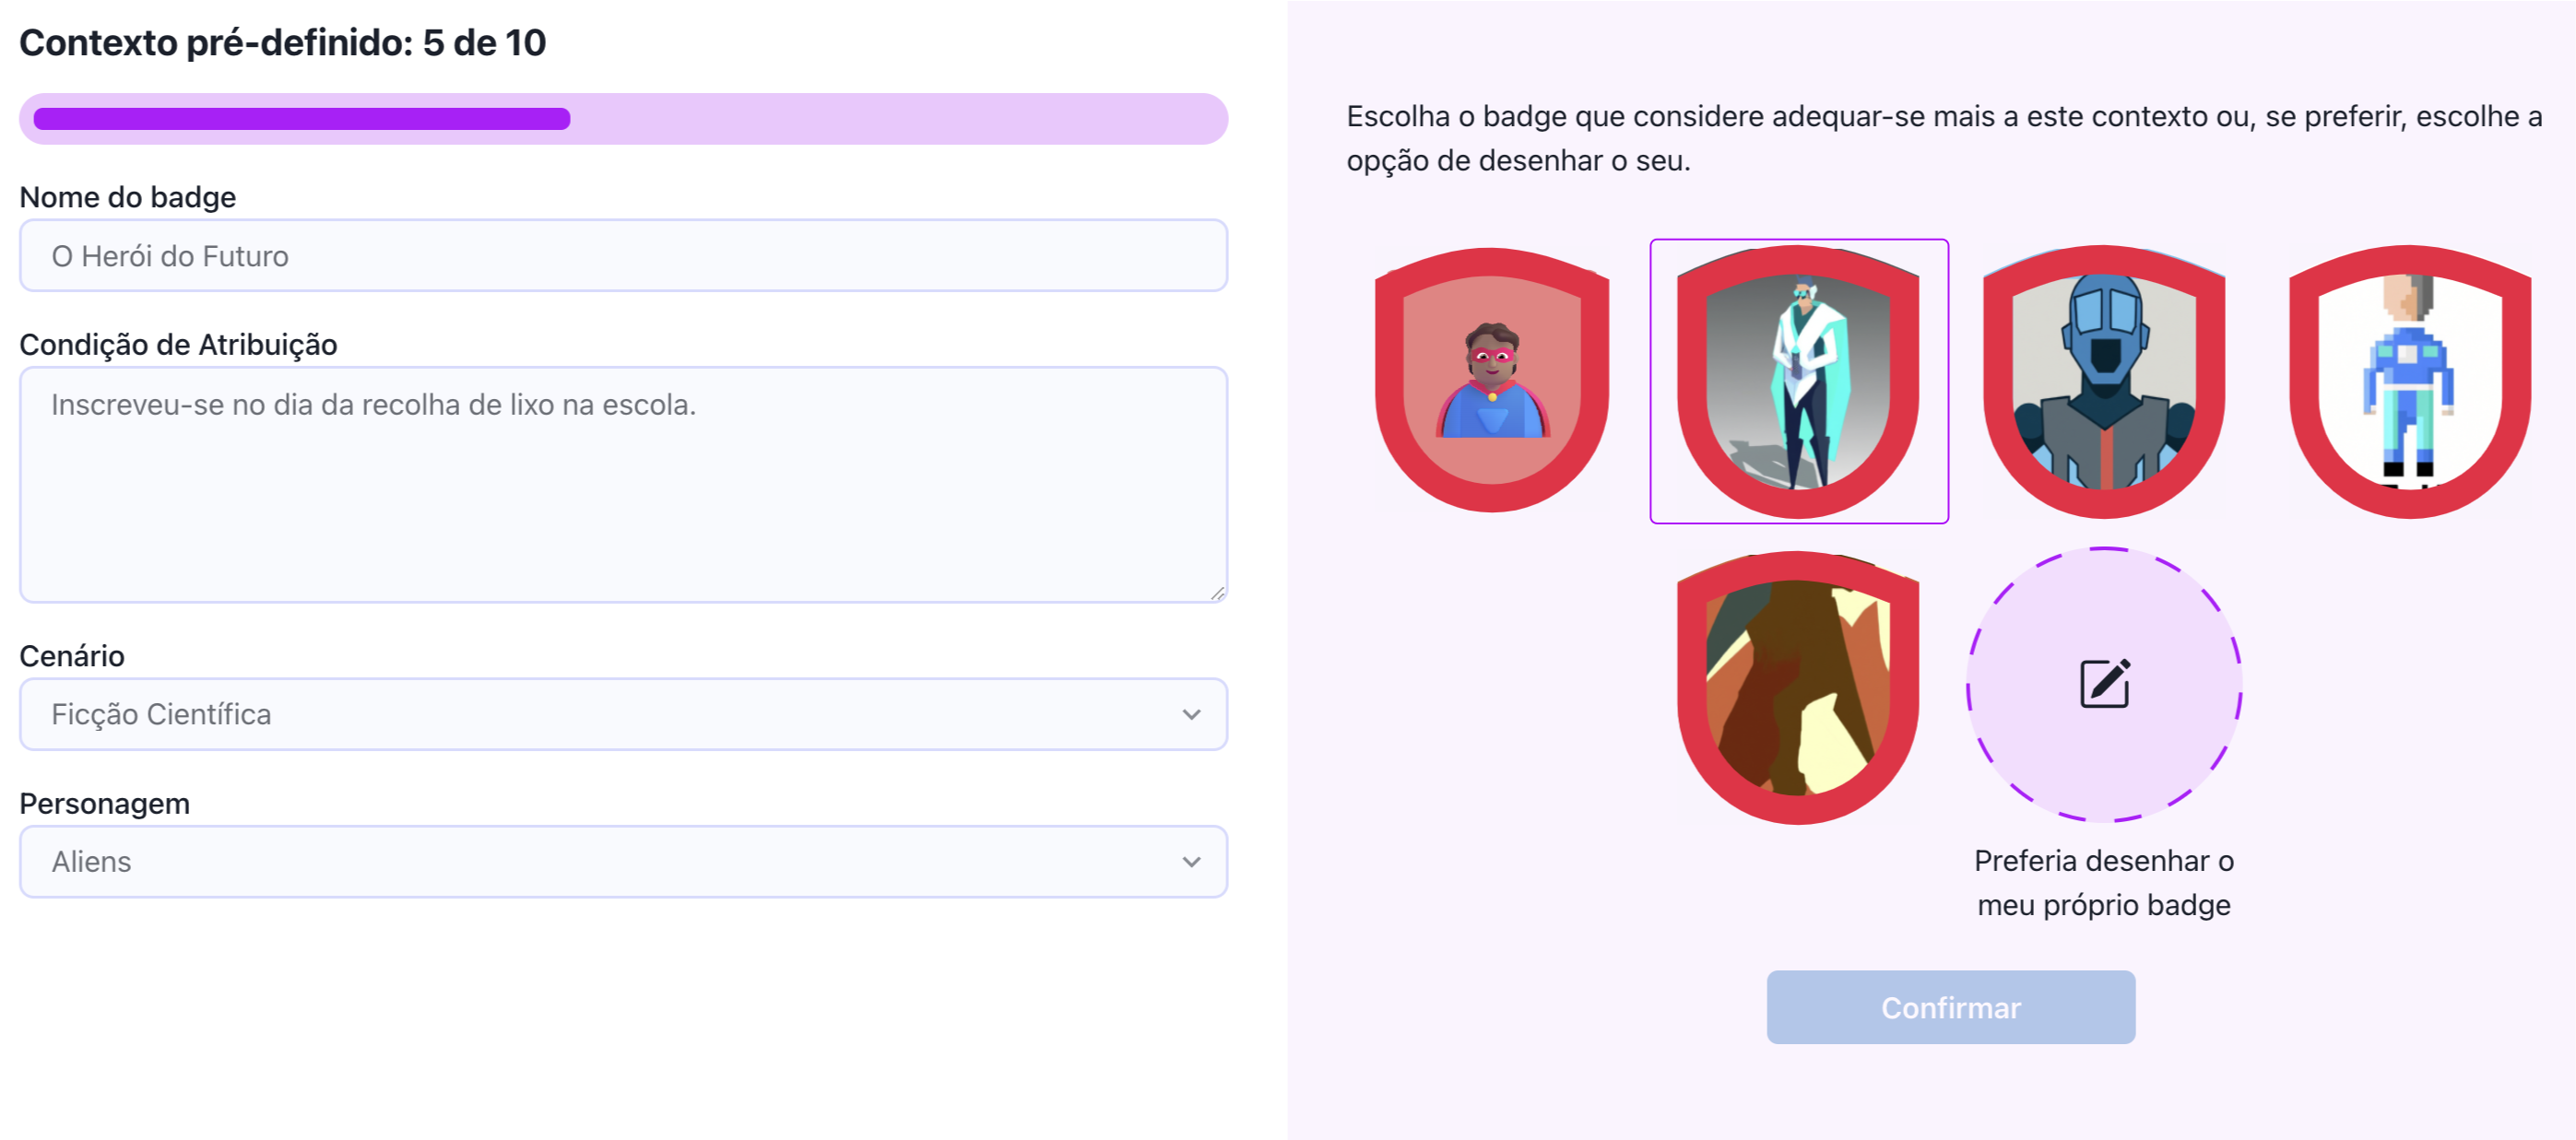 Contexto pré-definido: 5 de 10
Nome do badge
O Herói do Futuro
Condição de Atribuição
Inscreveu-se no dia da recolha de lixo na escola.
Cenário
Ficção Científica
Personagem
Aliens
Escolha o badge que considere adequar-se mais a este contexto ou, se preferir, escolhe a
opção de desenhar o seu.
Preferia desenhar o
meu próprio badge
Confirmar